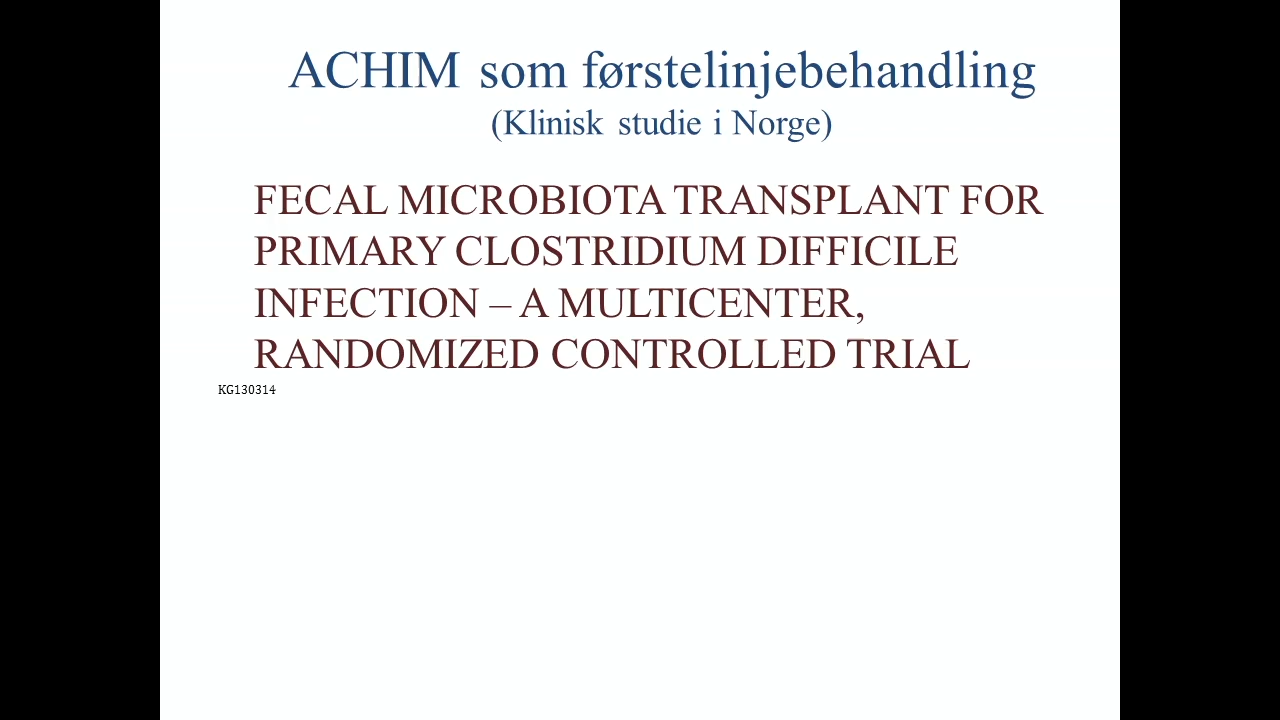 ACHIM som førstelinjebehandling
(Klinisk studie i Norge)
FECAL MICROBIOTA TRANSPLANT FOR
PRIMARY CLOSTRIDIUM DIFFICILE
INFECTION – A MULTICENTER,
RANDOMIZED CONTROLLED TRIAL
KG130314